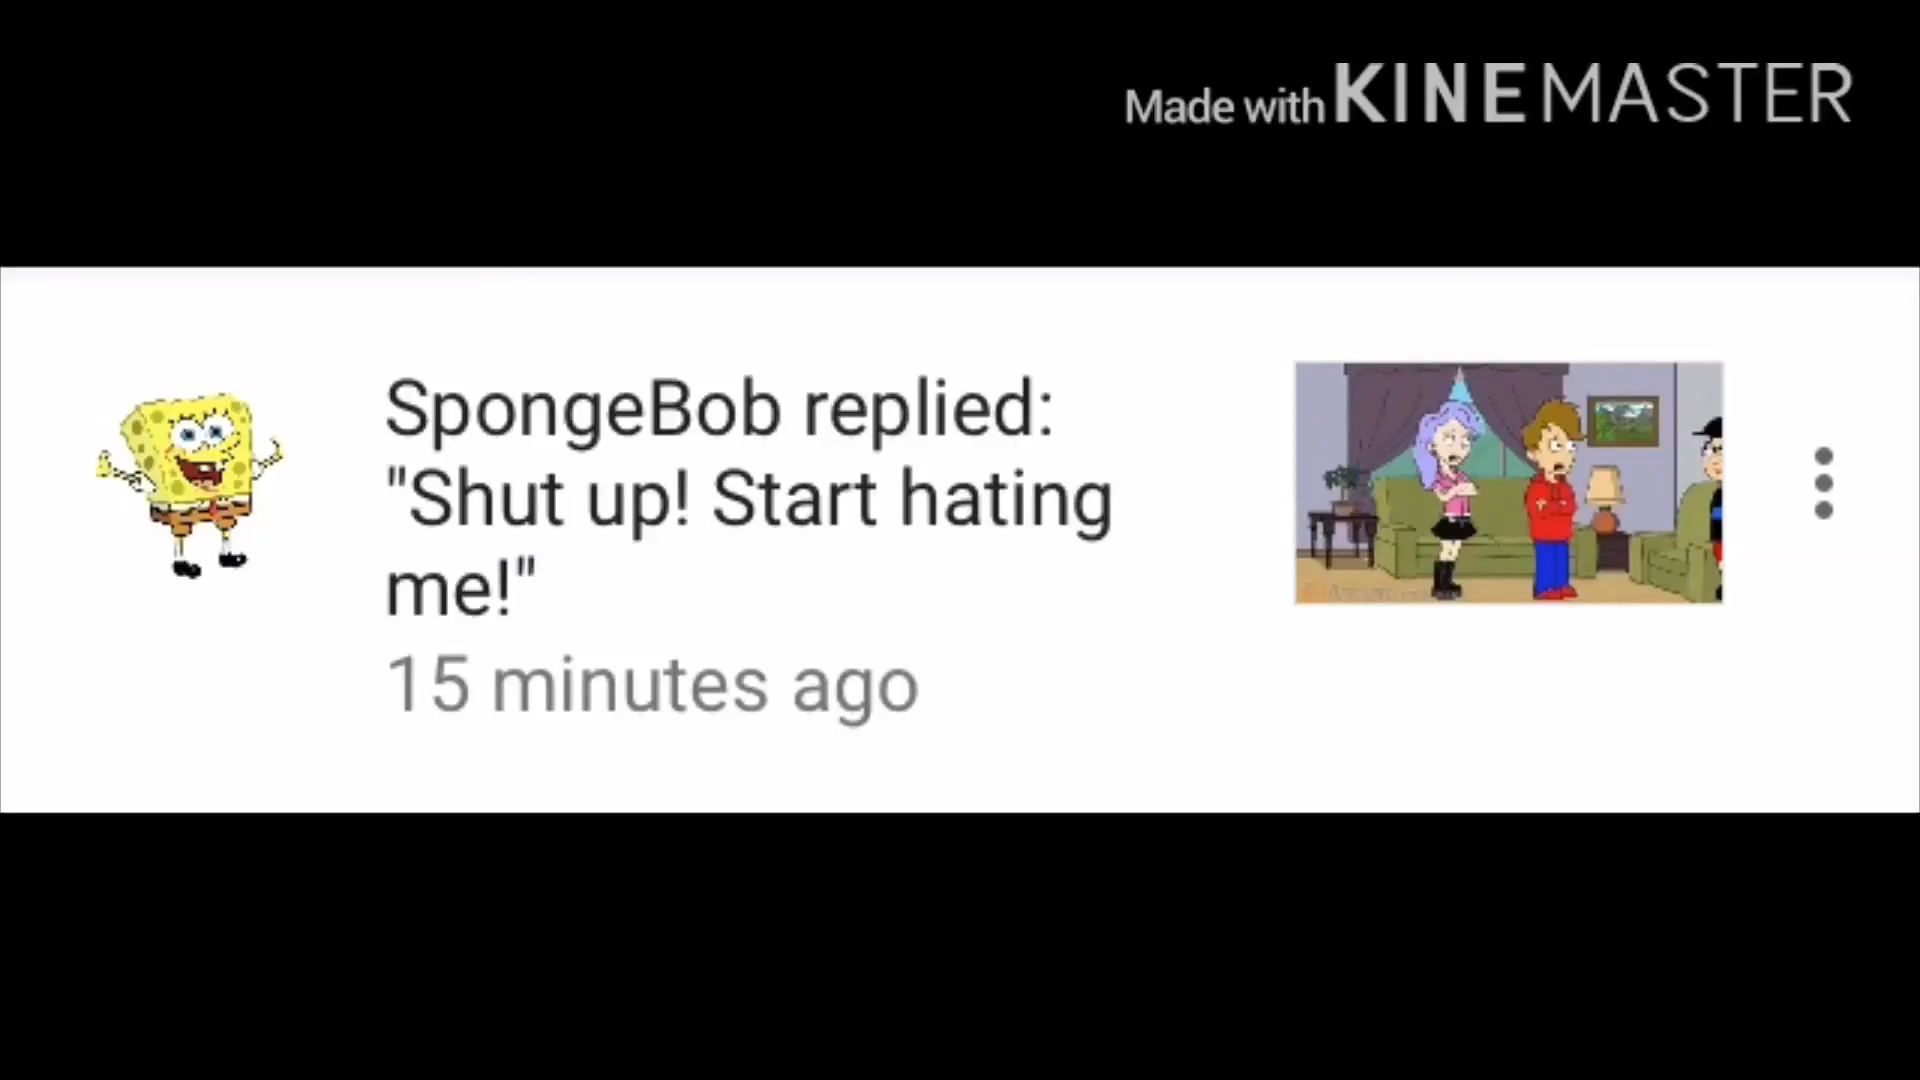 Made with KINEMASTER
SpongeBob replied:
"Shut up! Start hating
me!"
15 minutes ago